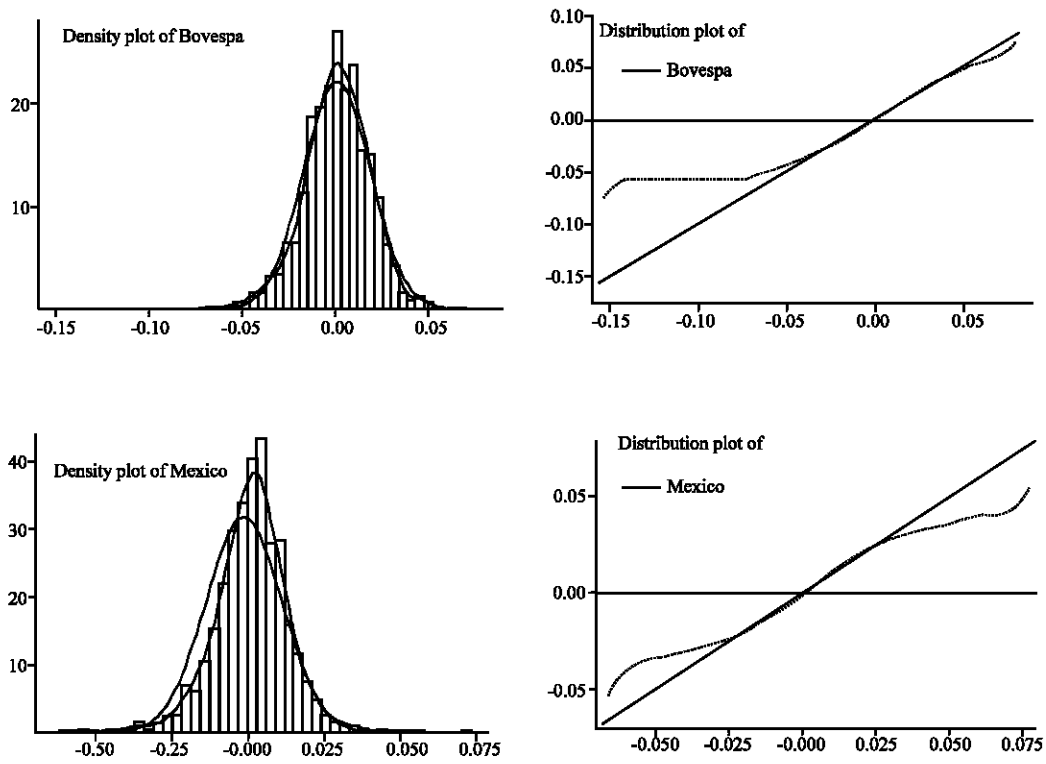 Density plot of Bovespa
20
10
-0.15 -0.10 -0.05 0.00 0.05
Distribution plot of
Bovespa
0.10
0.05
0.00
-0.05
-0.10
-0.15
-0.15 -0.10 -0.05 0.00 0.05
Density plot of Mexico
40
30
20
10
-0.50 -0.25 -0.000 0.025 0.050 0.075
Distribution plot of
Mexico
0.05
0.00
-0.05
-0.050 -0.025 -0.000 0.025 0.050 0.075